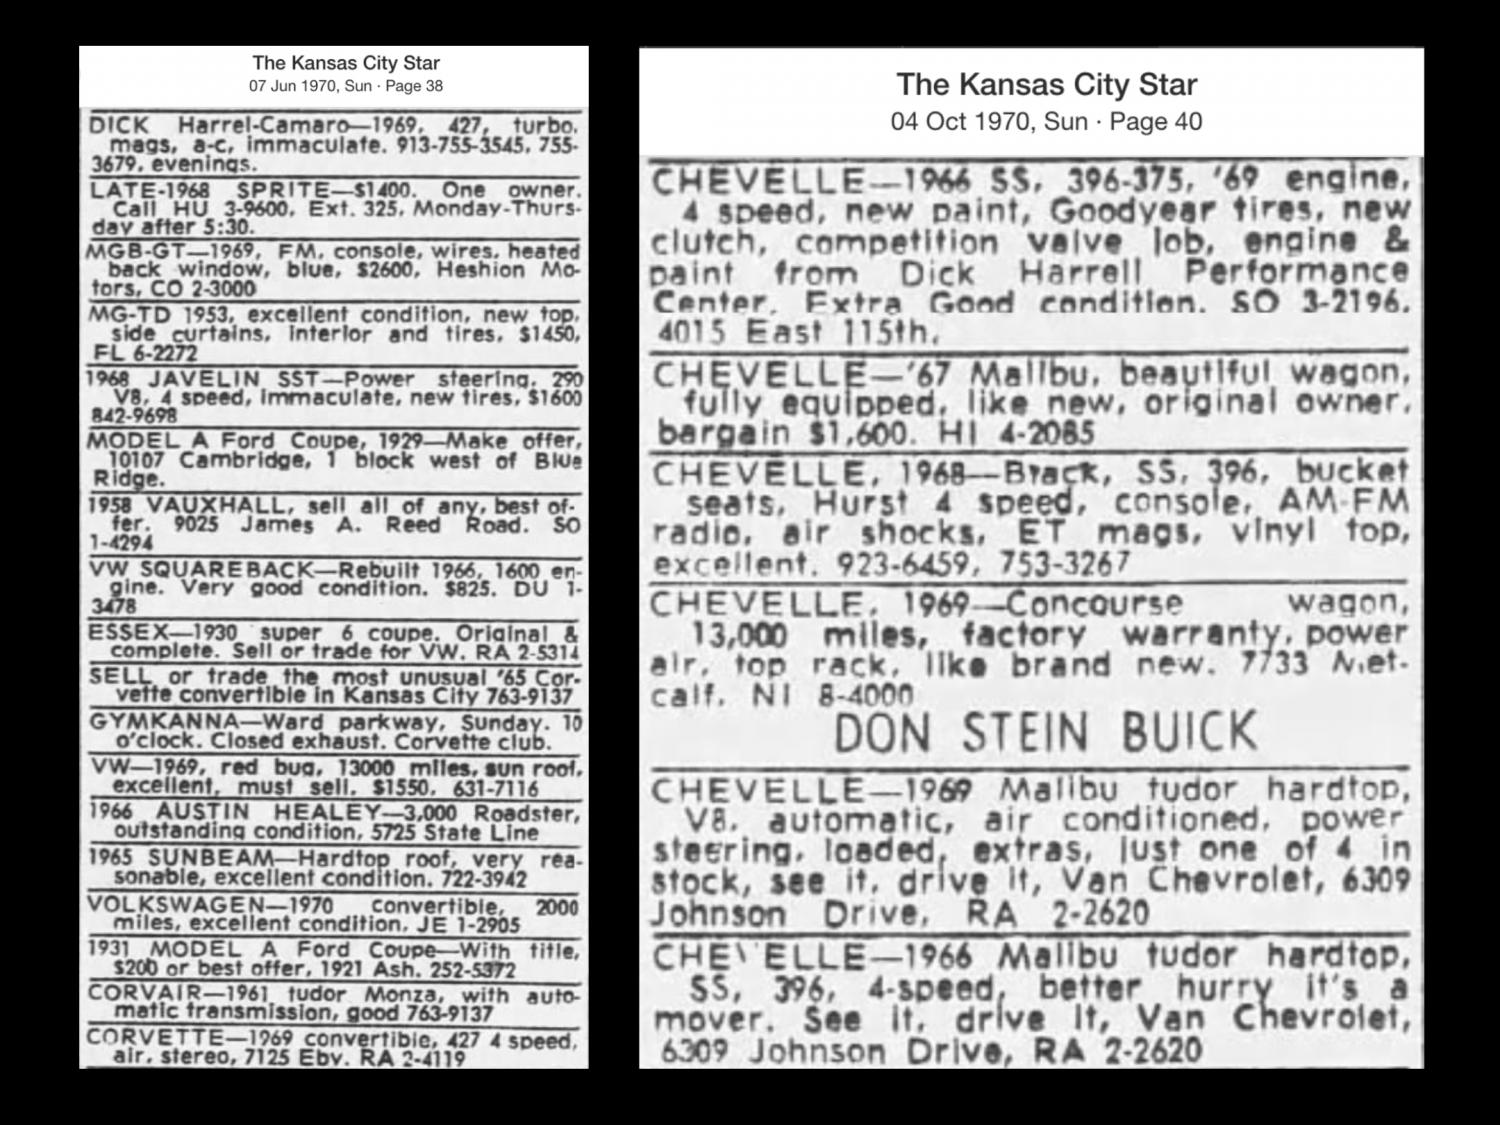 The Kansas City Star
07 Jun 1970, Sun · Page 38
DICK Harrel-Camaro—1969, 427, turbo,
mags, a-c, immaculate. 913-755-3545, 755-
3679, evenings.
LATE-1968 SPRITE—$1400. One owner.
Call HU 3-9600, Ext. 325, Monday-Thurs-
day after 5:30.
MGB-GT—1969, FM, console, wires, heated
back window, blue, $2600, Heshion Mo-
tors, CO 2-3000
MG-TD 1953, excellent condition, new top,
side curtains, interior and tires, $1450,
FL 6-2272
1968 JAVELIN SST—Power steering, 290
V8, 4 speed, immaculate, new tires, $1600
842-9698
MODEL A Ford Coupe, 1929—Make offer,
10107 Cambridge, 1 block west of Blue
Ridge.
1958 VAUXHALL, sell all of any, best of-
fer. 9025 James A. Reed Road. SO
1-4294
VW SQUAREBACK—Rebuilt 1966, 1600 en-
gine. Very good condition. $825. DU 1-
3478
ESSEX—1930 super 6 coupe. Original &
complete. Sell or trade for VW. RA 2-5314
SELL or trade the most unusual '65 Cor-
vette convertible in Kansas City 763-9137
GYMKANNA—Ward parkway, Sunday. 10
o'clock. Closed exhaust. Corvette club.
VW—1969, red bug, 13000 miles, sun roof,
excellent, must sell, $1550, 631-7116
1966 AUSTIN HEALEY—3,000 Roadster,
outstanding condition, 5725 State Line
1965 SUNBEAM—Hardtop roof, very rea-
sonable, excellent condition. 722-3942
VOLKSWAGEN—1970 convertible, 2000
miles, excellent condition, JE 1-2905
1931 MODEL A Ford Coupe—With title,
$200 or best offer, 1921 Ash. 252-5372
CORVAIR—1961 tudor Monza, with auto-
matic transmission, good 763-9137
CORVETTE—1969 convertible, 427 4 speed,
air, stereo, 7125 Eby. RA 2-4119
The Kansas City Star
04 Oct 1970, Sun · Page 40
CHEVELLE—1966 SS, 396-375, '69 engine,
4 speed, new paint, Goodyear tires, new
clutch, competition valve job, engine &
paint from Dick Harrell Performance
Center. Extra Good condition. SO 3-2196.
4015 East 115th.
CHEVELLE—'67 Malibu, beautiful wagon,
fully equipped, like new, original owner,
bargain $1,600. HI 4-2085
CHEVELLE, 1968—Brack, SS, 396, bucket
seats, Hurst 4 speed, console, AM-FM
radio, air shocks, ET mags, vinyl top,
excellent. 923-6459, 753-3267
CHEVELLE, 1969—Concourse wagon,
13,000 miles, factory warranty, power
air, top rack, like brand new. 7733 Met-
calf. NI 8-4000
DON STEIN BUICK
CHEVELLE—1969 Malibu tudor hardtop,
V8, automatic, air conditioned, power
steering, loaded, extras, just one of 4 in
stock, see it, drive it, Van Chevrolet, 6309
Johnson Drive, RA 2-2620
CHEVELLE—1966 Malibu tudor hardtop,
SS, 396, 4-speed, better hurry it's a
mover. See it, drive it, Van Chevrolet,
6309 Johnson Drive, RA 2-2620